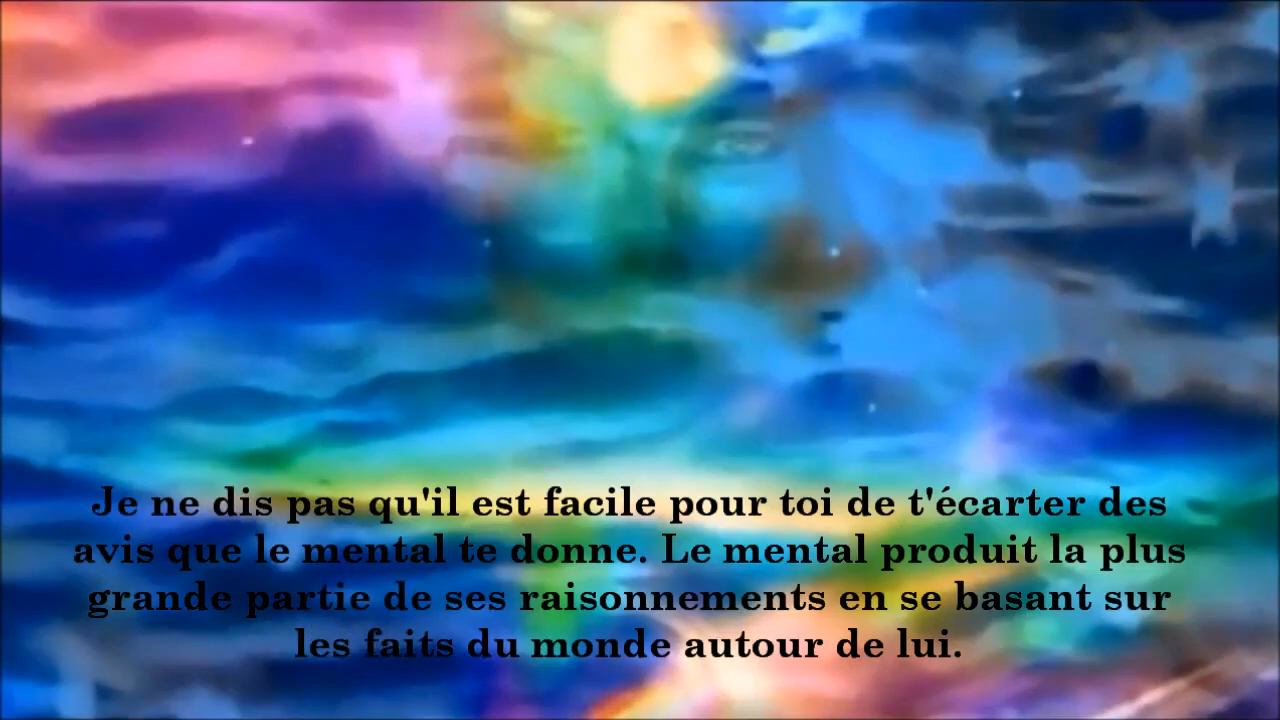 Je ne dis pas qu'il est facile pour toi de t'écarter des
avis que le mental te donne. Le mental produit la plus
grande partie de ses raisonnements en se basant sur
les faits du monde autour de lui.